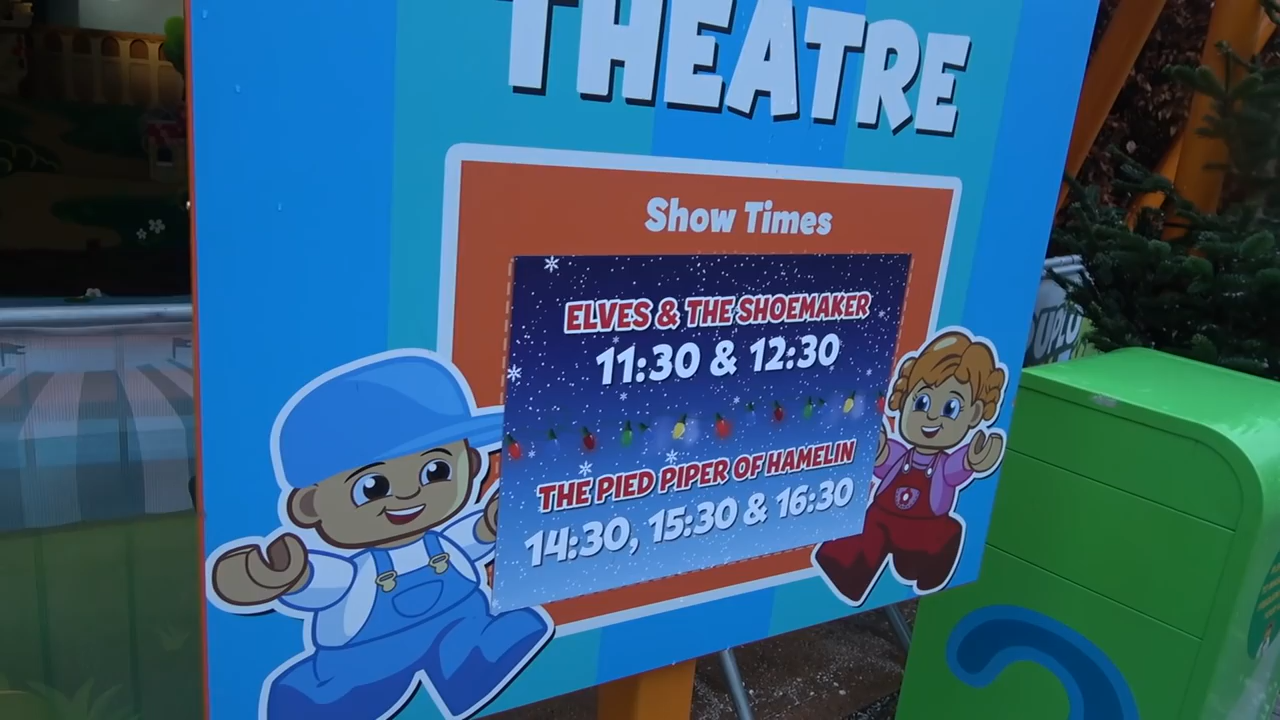 THEATRE
Show Times
ELVES & THE SHOEMAKER
11:30 & 12:30
THE PIED PIPER OF HAMELIN
14:30, 15:30 & 16:30
DUPLO